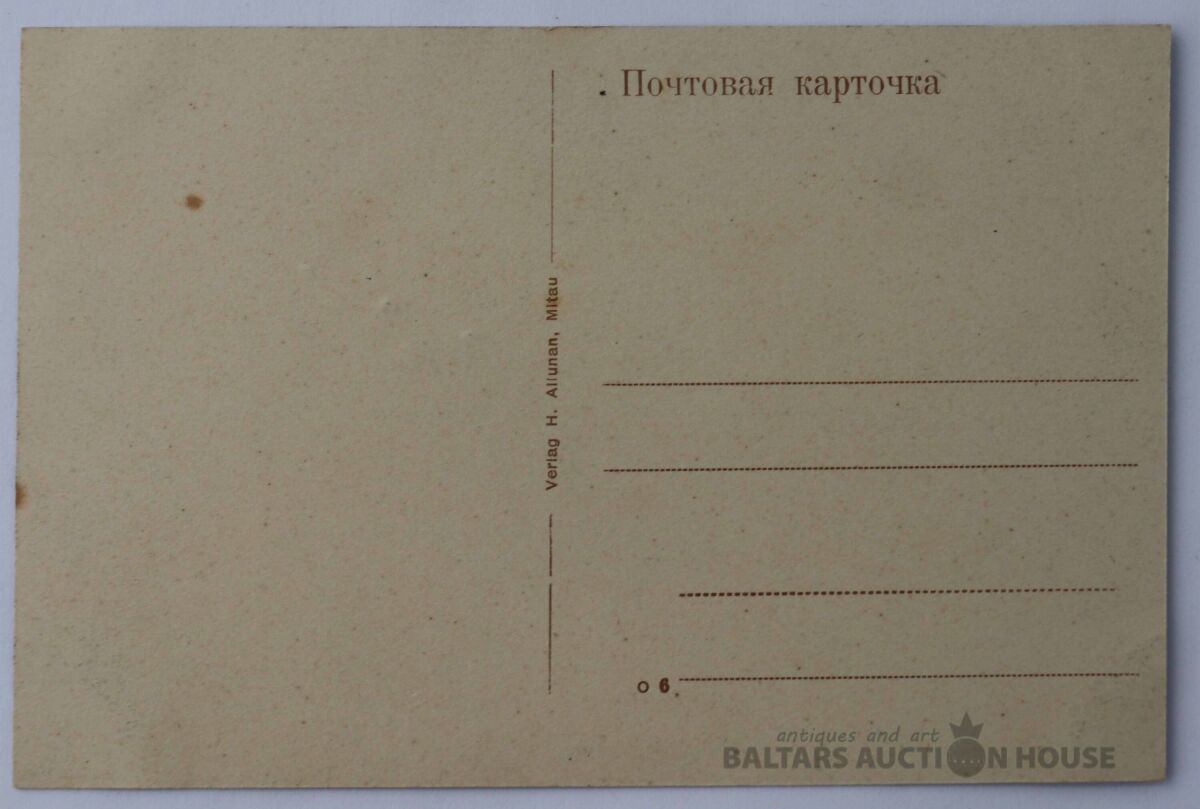 Почтовая карточка
Verlag H. Allunan, Mitau
о 6
antiques and art
BALTARS AUCTION HOUSE